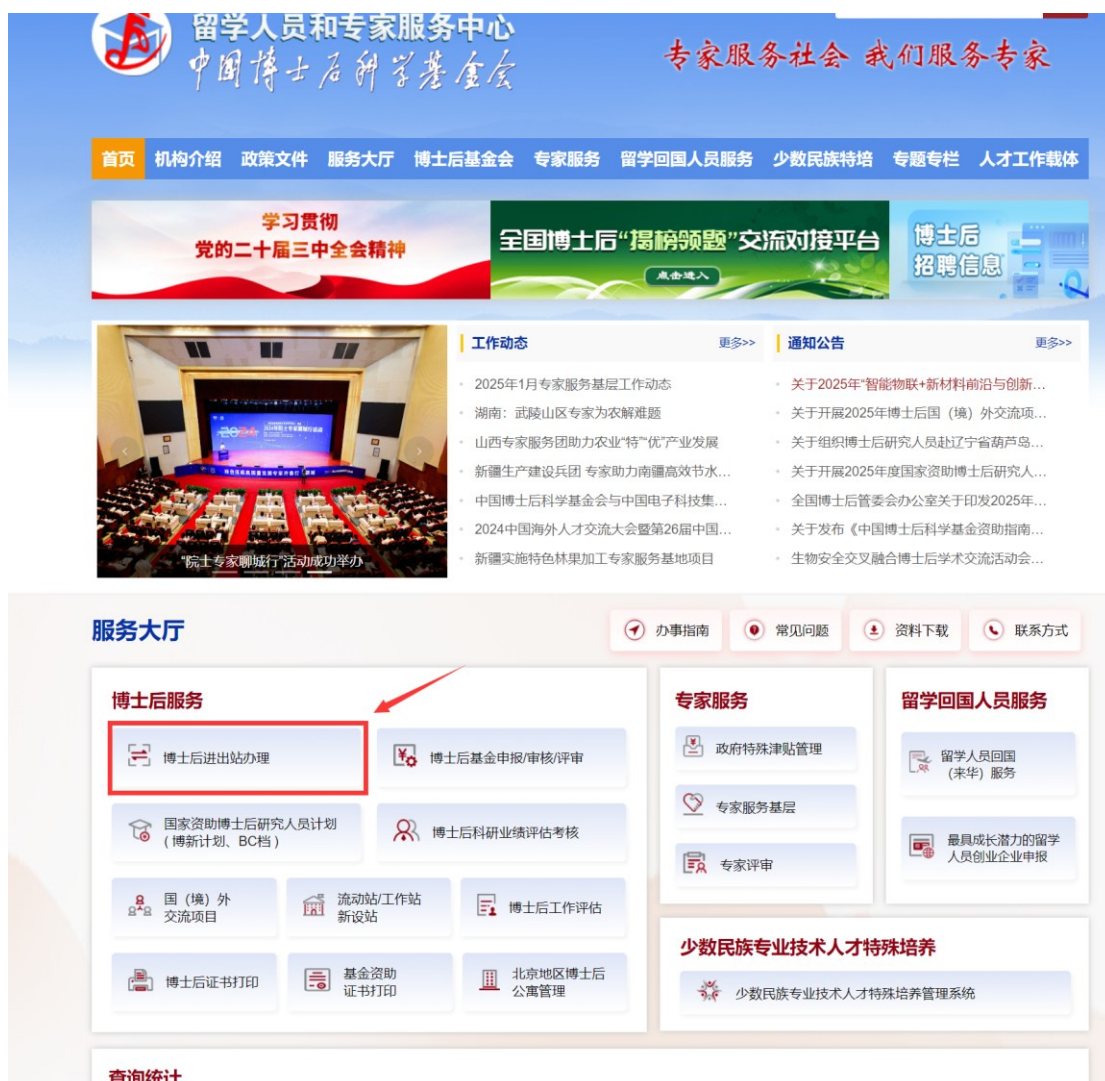 留学人员和专家服务中心
中国博士后科学基金会
专家服务社会 我们服务专家
首页 机构介绍 政策文件 服务大厅 博士后基金会 专家服务 留学回国人员服务 少数民族特培 专题专栏 人才工作载体
学习贯彻
党的二十届三中全会精神
全国博士后“揭榜领题”交流对接平台
点击进入
博士后
招聘信息
工作动态 更多>>
2025年1月专家服务基层工作动态
湖南：武陵山区专家为农解难题
山西专家服务团助力农业“特”“优”产业发展
新疆生产建设兵团 专家助力南疆高效节水...
中国博士后科学基金会与中国电子科技集...
2024中国海外人才交流大会暨第26届中国...
新疆实施特色林果加工专家服务基地项目
通知公告 更多>>
关于2025年“智能物联+新材料前沿与创新...
关于开展2025年博士后国（境）外交流项...
关于组织博士后研究人员赴辽宁省葫芦岛...
关于开展2025年度国家资助博士后研究人...
全国博士后管委会办公室关于印发2025年...
关于发布《中国博士后科学基金资助指南...
生物安全交叉融合博士后学术交流活动会...
2024
“院士专家聊城行”活动成功举办
服务大厅
办事指南 常见问题 资料下载 联系方式
博士后服务
博士后进出站办理
博士后基金申报/审核/评审
国家资助博士后研究人员计划
（博新计划、BC档）
博士后科研业绩评估考核
国（境）外
交流项目
流动站/工作站
新设站
博士后工作评估
博士后证书打印
基金资助
证书打印
北京地区博士后
公寓管理
专家服务
政府特殊津贴管理
专家服务基层
专家评审
留学回国人员服务
留学人员回国
（来华）服务
最具成长潜力的留学
人员创业企业申报
少数民族专业技术人才特殊培养
少数民族专业技术人才特殊培养管理系统
查询统计